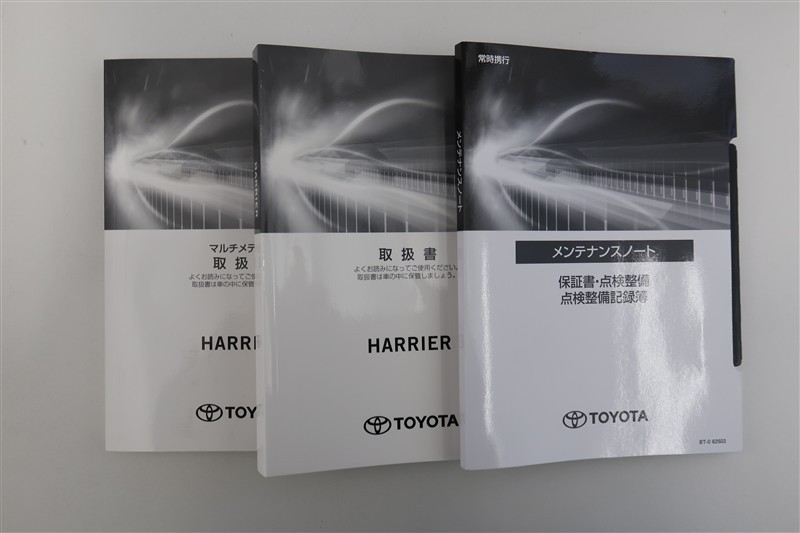 マルチメデ
取扱
よくお読みになってご使
取扱書は車の中に保管
HARRI
TOYO
HARRIER
取扱書
よくお読みになってご使用ください。
取扱書は車の中に保管しましょう。
HARRIER
TOYOTA
メンテナンスノート
常時携行
メンテナンスノート
保証書・点検整備
点検整備記録簿
TOYOTA